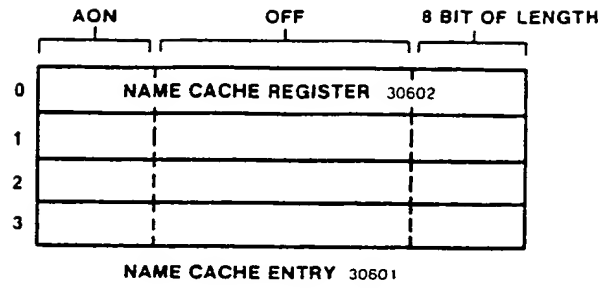 AON OFF 8 BIT OF LENGTH
0 NAME CACHE REGISTER 30602
1
2
3
NAME CACHE ENTRY 30601